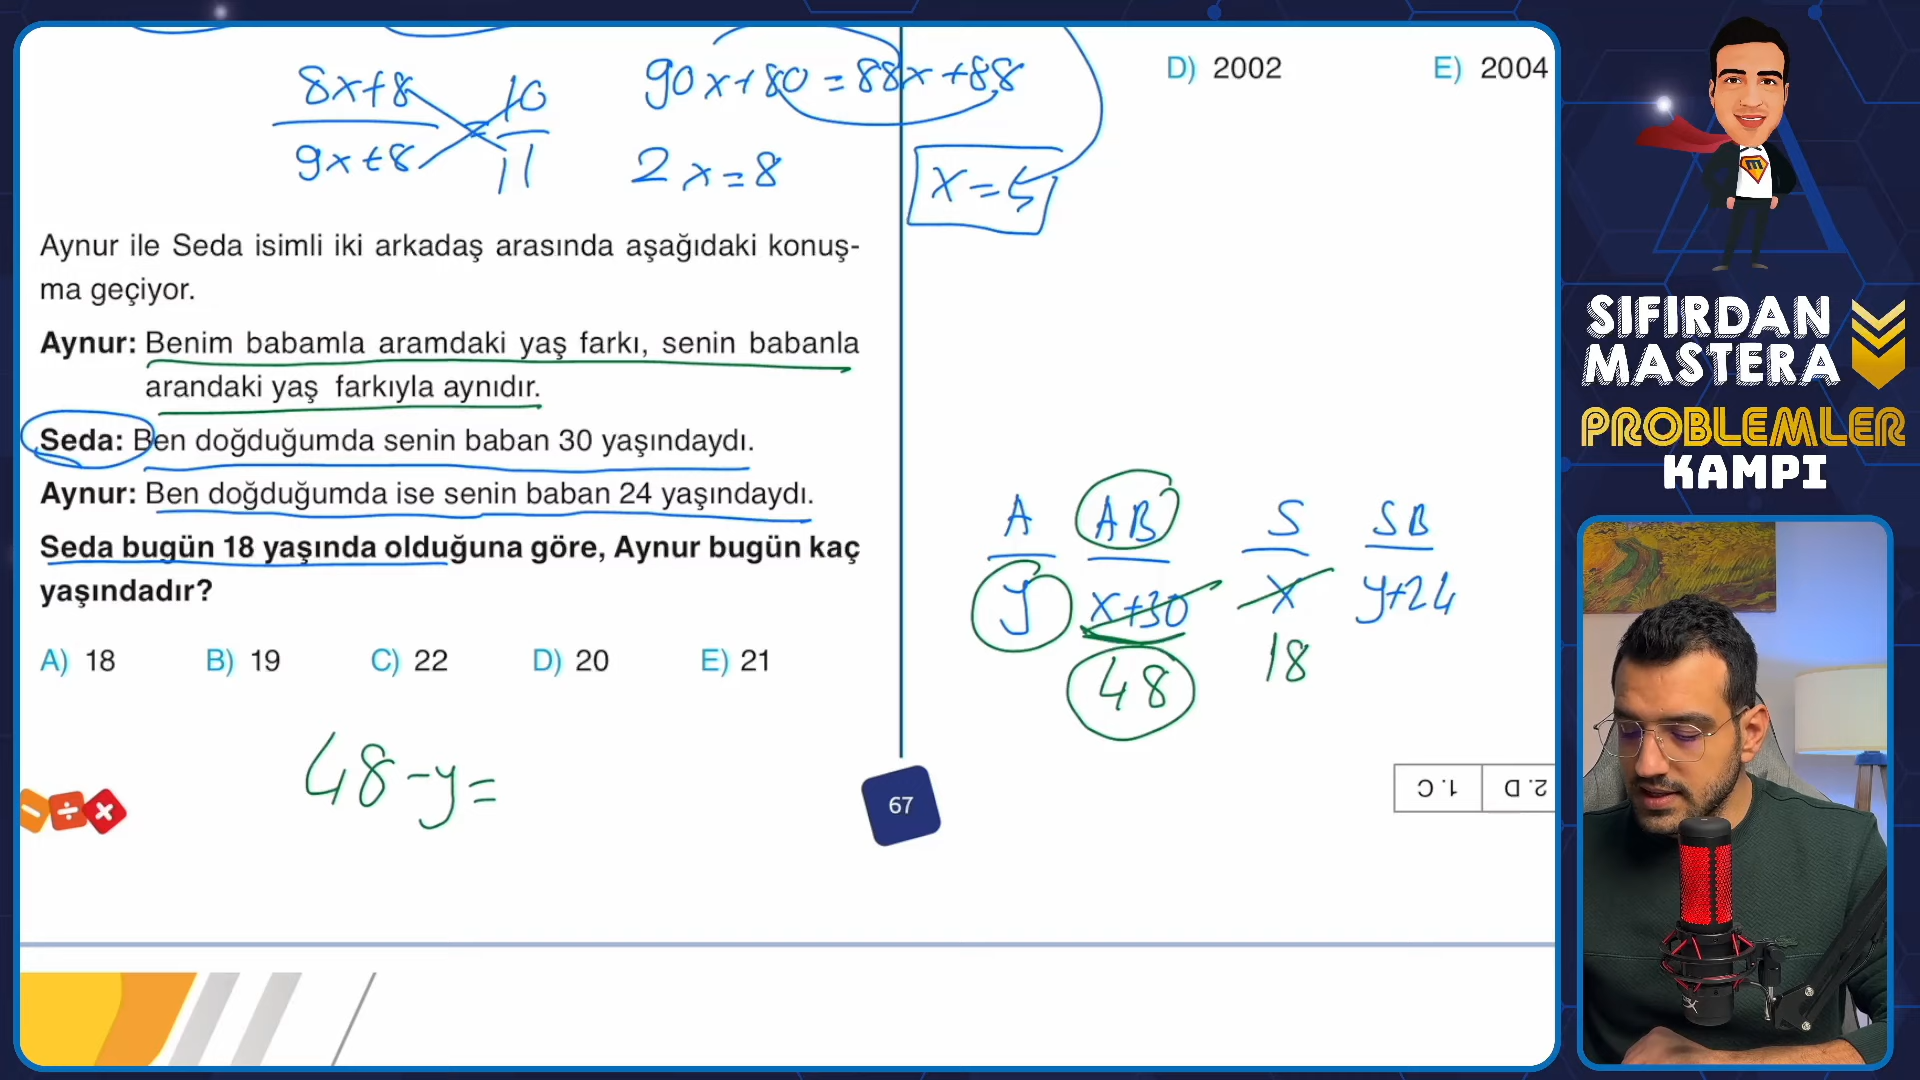 8x+8
9x+8
=
10
11
90x+80=88x+88
2x=8
x=4
D) 2002
E) 2004
Aynur ile Seda isimli iki arkadaş arasında aşağıdaki konuş-
ma geçiyor.
Aynur: Benim babamla aramdaki yaş farkı, senin babanla
arandaki yaş farkıyla aynıdır.
Seda: Ben doğduğumda senin baban 30 yaşındaydı.
Aynur: Ben doğduğumda ise senin baban 24 yaşındaydı.
Seda bugün 18 yaşında olduğuna göre, Aynur bugün kaç
yaşındadır?
A) 18 B) 19 C) 22 D) 20 E) 21
48-y=
A AB S SB
y x+30 x y+24
48 18
67
1. C 2. D
SIFIRDAN
MASTERA
PROBLEMLER
KAMPI